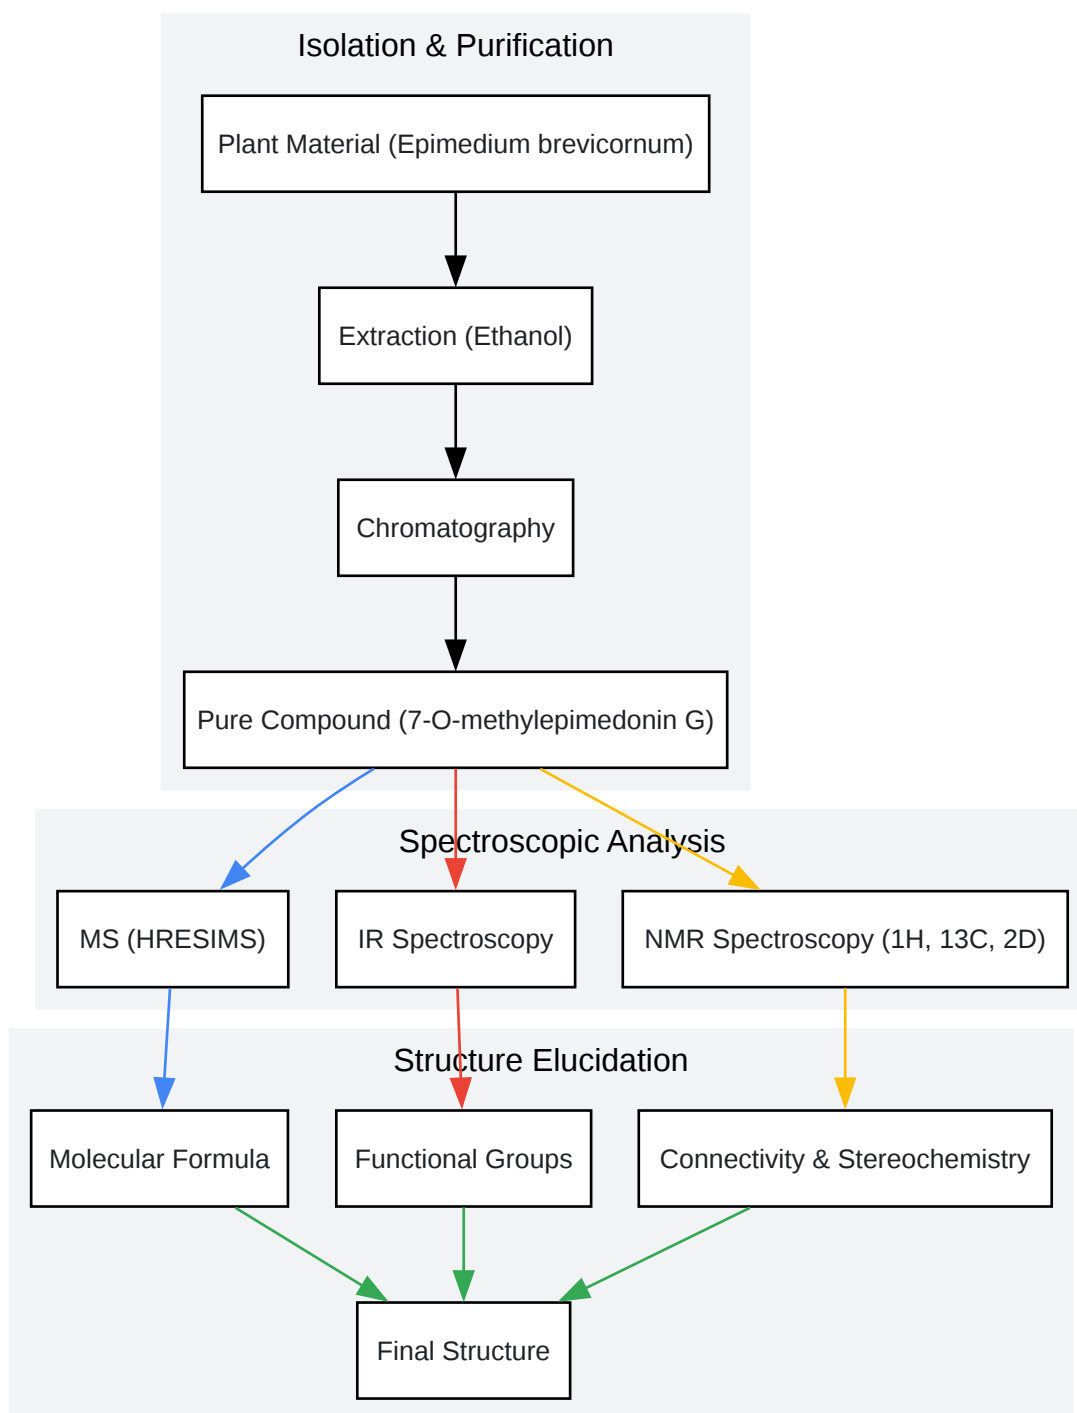 Isolation & Purification
Plant Material (Epimedium brevicornum)
Extraction (Ethanol)
Chromatography
Pure Compound (7-O-methylepimedonin G)
Spectroscopic Analysis
MS (HRESIMS)
IR Spectroscopy
NMR Spectroscopy (1H, 13C, 2D)
Structure Elucidation
Molecular Formula
Functional Groups
Connectivity & Stereochemistry
Final Structure